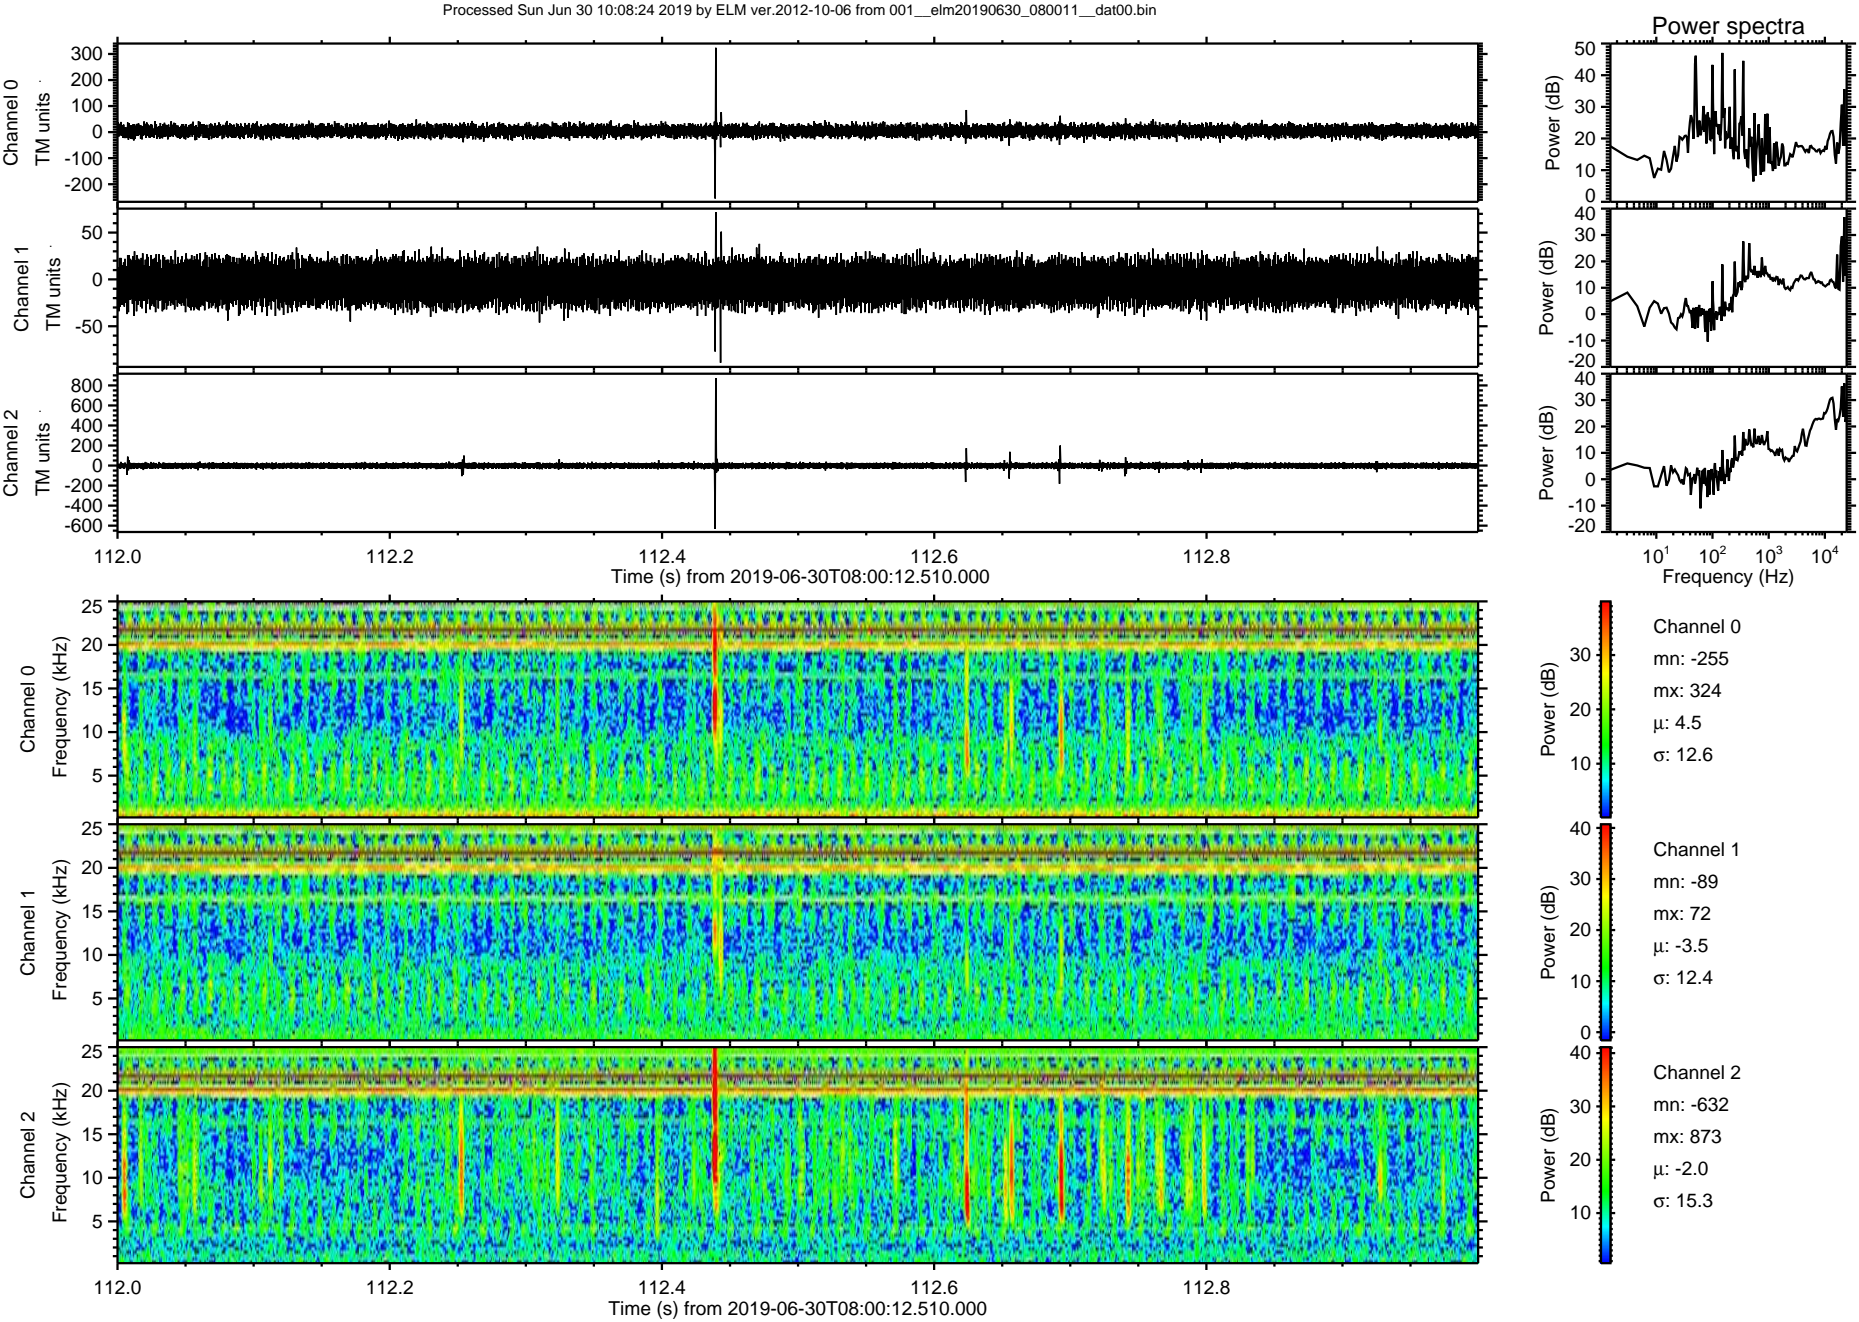 Processed Sun Jun 30 10:08:24 2019 by ELM ver.2012-10-06 from 001__elm20190630_080011__dat00.bin
Power spectra
Channel 0
TM units
300
200
100
0
-100
-200
Power (dB)
50
40
30
20
10
0
Channel 1
TM units
50
0
-50
Power (dB)
40
30
20
10
0
-10
-20
Channel 2
TM units
800
600
400
200
0
-200
-400
-600
Power (dB)
40
30
20
10
0
-10
-20
112.0 112.2 112.4 112.6 112.8
Time (s) from 2019-06-30T08:00:12.510.000
10¹ 10² 10³ 10⁴
Frequency (Hz)
Channel 0
Frequency (kHz)
25
20
15
10
5
Power (dB)
30
20
10
Channel 0
mn: -255
mx: 324
μ: 4.5
σ: 12.6
Channel 1
Frequency (kHz)
25
20
15
10
5
Power (dB)
40
30
20
10
0
Channel 1
mn: -89
mx: 72
μ: -3.5
σ: 12.4
Channel 2
Frequency (kHz)
25
20
15
10
5
Power (dB)
40
30
20
10
Channel 2
mn: -632
mx: 873
μ: -2.0
σ: 15.3
112.0 112.2 112.4 112.6 112.8
Time (s) from 2019-06-30T08:00:12.510.000